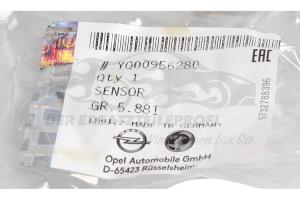 # YG00956280
Qty 1
SENSOR
GR.5.881
MADE IN GERMANY
Opel Automobile GmbH
D-65423 Rüsselsheim
EAC
5732788396